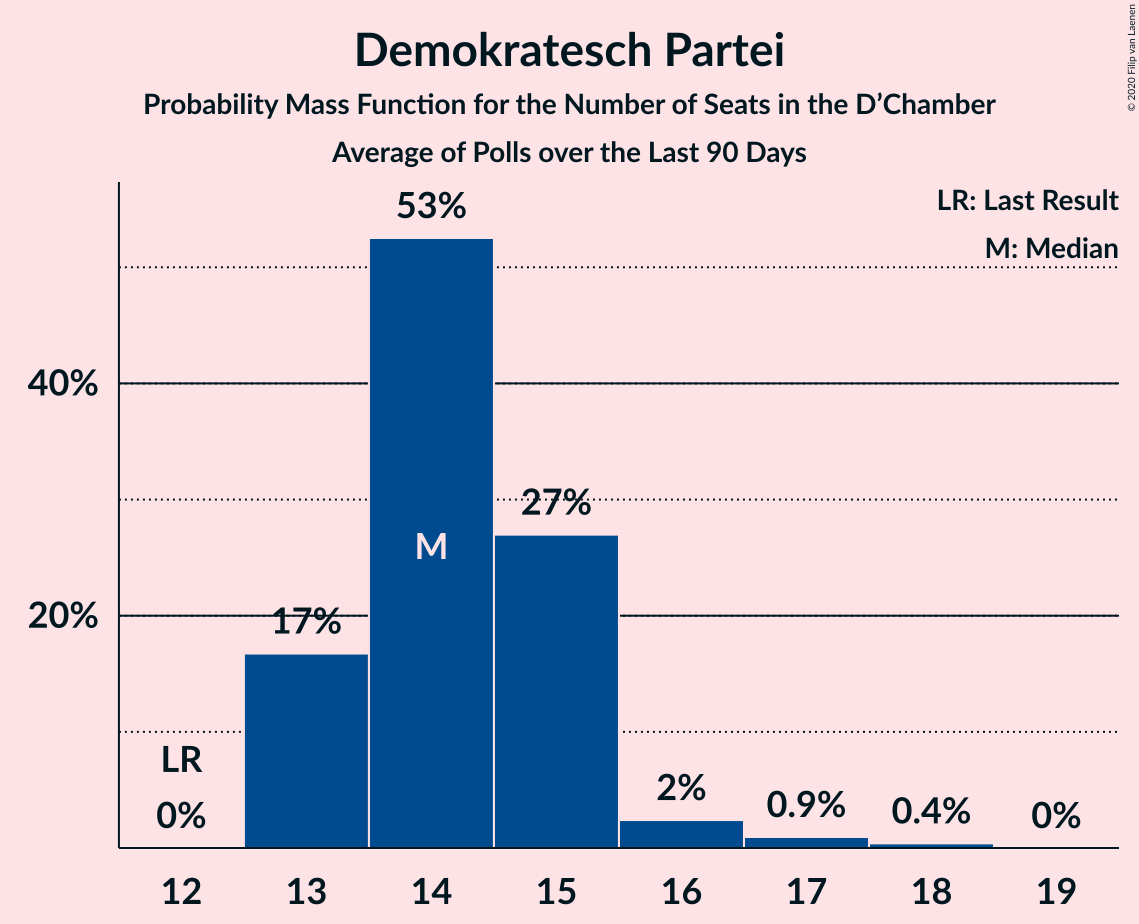 Demokratesch Partei
Probability Mass Function for the Number of Seats in the D’Chamber
Average of Polls over the Last 90 Days
© 2020 Filip van Laenen
LR: Last Result
M: Median
53%
40%
27%
M
20%
17%
LR
0%
2%
0.9%
0.4%
0%
12 13 14 15 16 17 18 19